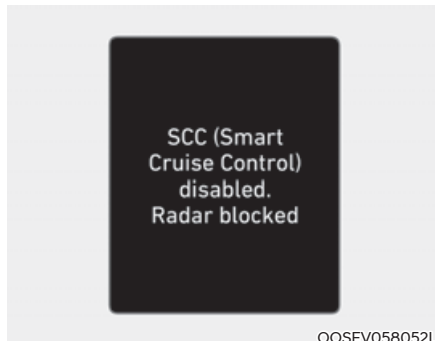 SCC (Smart
Cruise Control)
disabled.
Radar blocked
OOSEV058052L